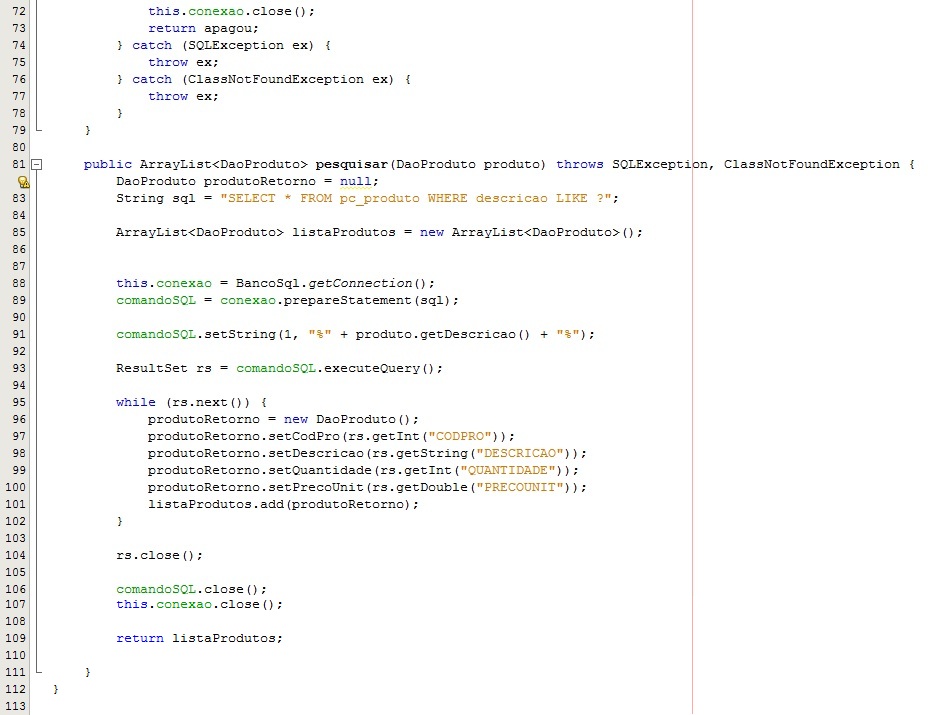 72 this.conexao.close();
73 return apagou;
74 } catch (SQLException ex) {
75 throw ex;
76 } catch (ClassNotFoundException ex) {
77 throw ex;
78 }
79 }
80
81 public ArrayList<DaoProduto> pesquisar(DaoProduto produto) throws SQLException, ClassNotFoundException {
DaoProduto produtoRetorno = null;
83 String sql = "SELECT * FROM pc_produto WHERE descricao LIKE ?";
84
85 ArrayList<DaoProduto> listaProdutos = new ArrayList<DaoProduto>();
86
87
88 this.conexao = BancoSql.getConnection();
89 comandoSQL = conexao.prepareStatement(sql);
90
91 comandoSQL.setString(1, "%" + produto.getDescricao() + "%");
92
93 ResultSet rs = comandoSQL.executeQuery();
94
95 while (rs.next()) {
96 produtoRetorno = new DaoProduto();
97 produtoRetorno.setCodPro(rs.getInt("CODPRO"));
98 produtoRetorno.setDescricao(rs.getString("DESCRICAO"));
99 produtoRetorno.setQuantidade(rs.getInt("QUANTIDADE"));
100 produtoRetorno.setPrecoUnit(rs.getDouble("PRECOUNIT"));
101 listaProdutos.add(produtoRetorno);
102 }
103
104 rs.close();
105
106 comandoSQL.close();
107 this.conexao.close();
108
109 return listaProdutos;
110
111 }
112 }
113